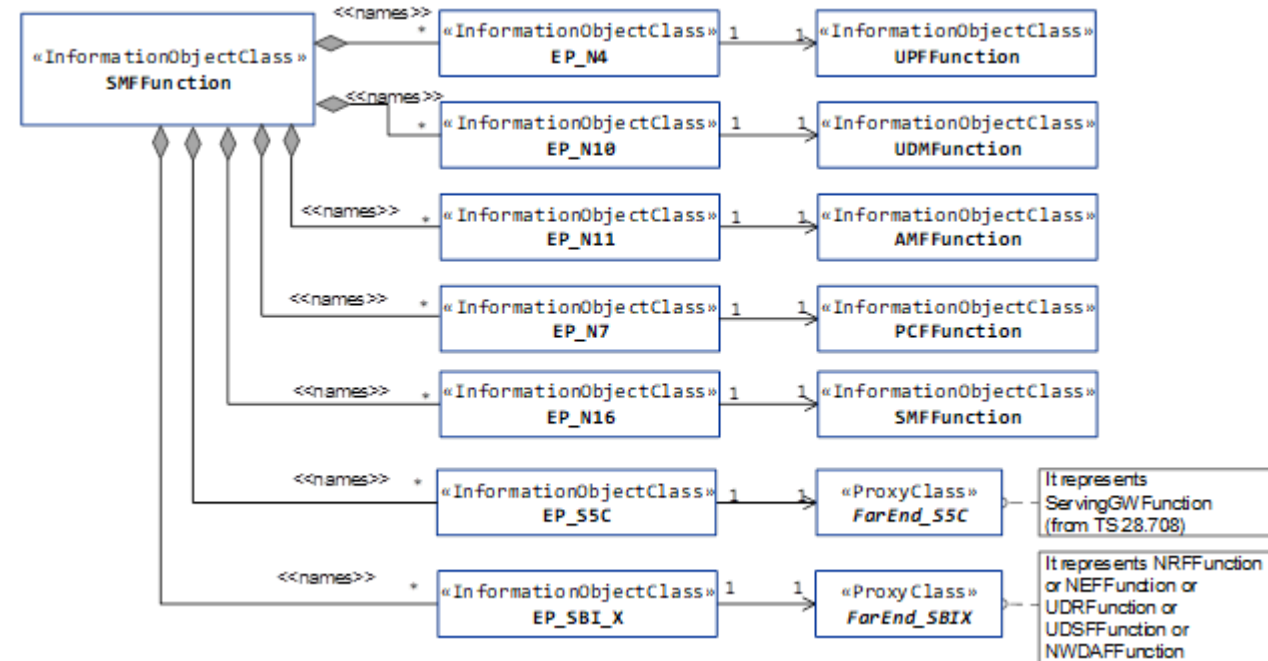 <<names>>
«InformationObjectClass»
SMFFunction
*
«InformationObjectClass»
EP_N4
1
1
«InformationObjectClass»
UPFFunction
<<names>>
*
«InformationObjectClass»
EP_N10
1
1
«InformationObjectClass»
UDMFunction
<<names>>
*
«InformationObjectClass»
EP_N11
1
1
«InformationObjectClass»
AMFFunction
<<names>>
*
«InformationObjectClass»
EP_N7
1
1
«InformationObjectClass»
PCFFunction
<<names>>
*
«InformationObjectClass»
EP_N16
1
1
«InformationObjectClass»
SMFFunction
<<names>>
*
«InformationObjectClass»
EP_S5C
1
1
«ProxyClass»
FarEnd_S5C
It represents
ServingGWFunction
(from TS 28.708)
<<names>>
*
«InformationObjectClass»
EP_SBI_X
1
1
«ProxyClass»
FarEnd_SBIX
It represents NRFFunction
or NEFFunction or
UDRFunction or
UDSFFunction or
NWDAFFunction